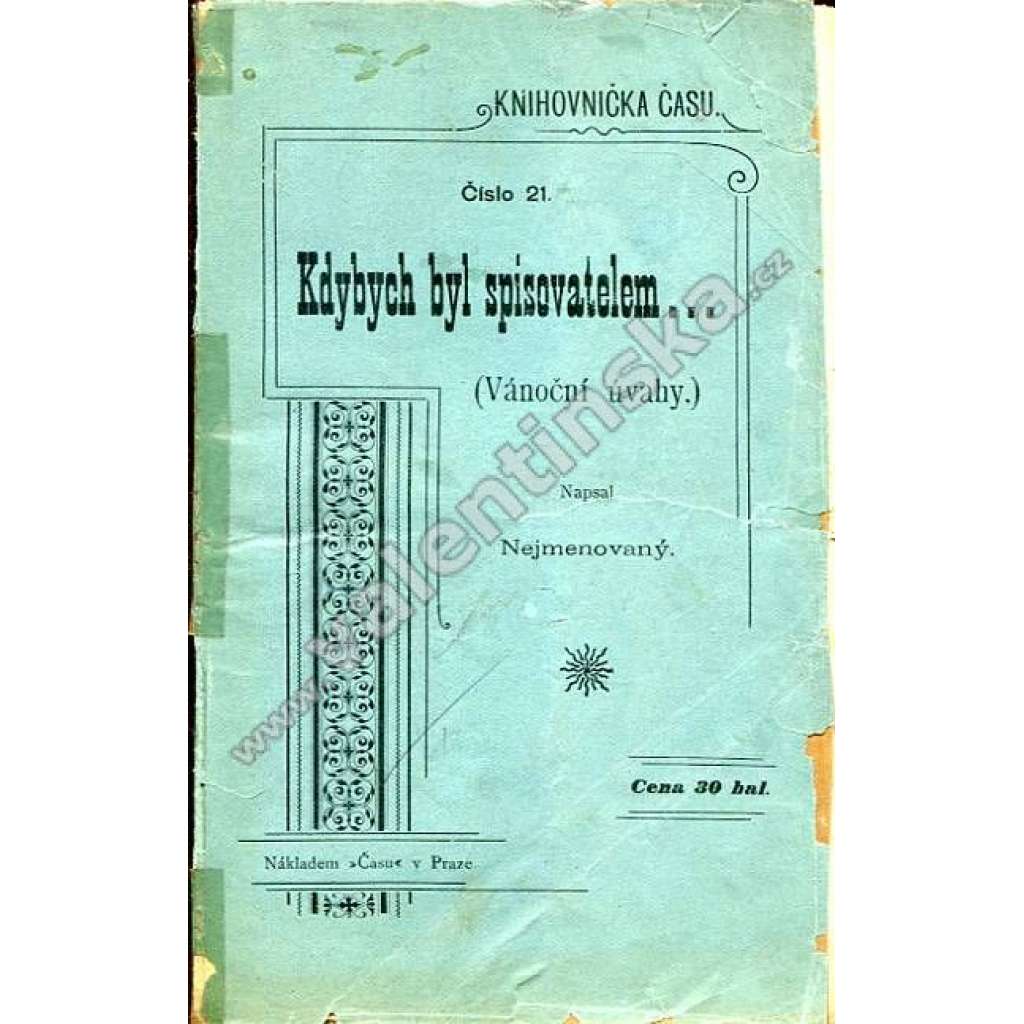 KNIHOVNIČKA ČASU.
Číslo 21.
Kdybych byl spisovatelem...
(Vánoční úvahy.)
Napsal
Nejmenovaný.
Cena 30 hal.
Nákladem »Času« v Praze.
www.valentinska.cz